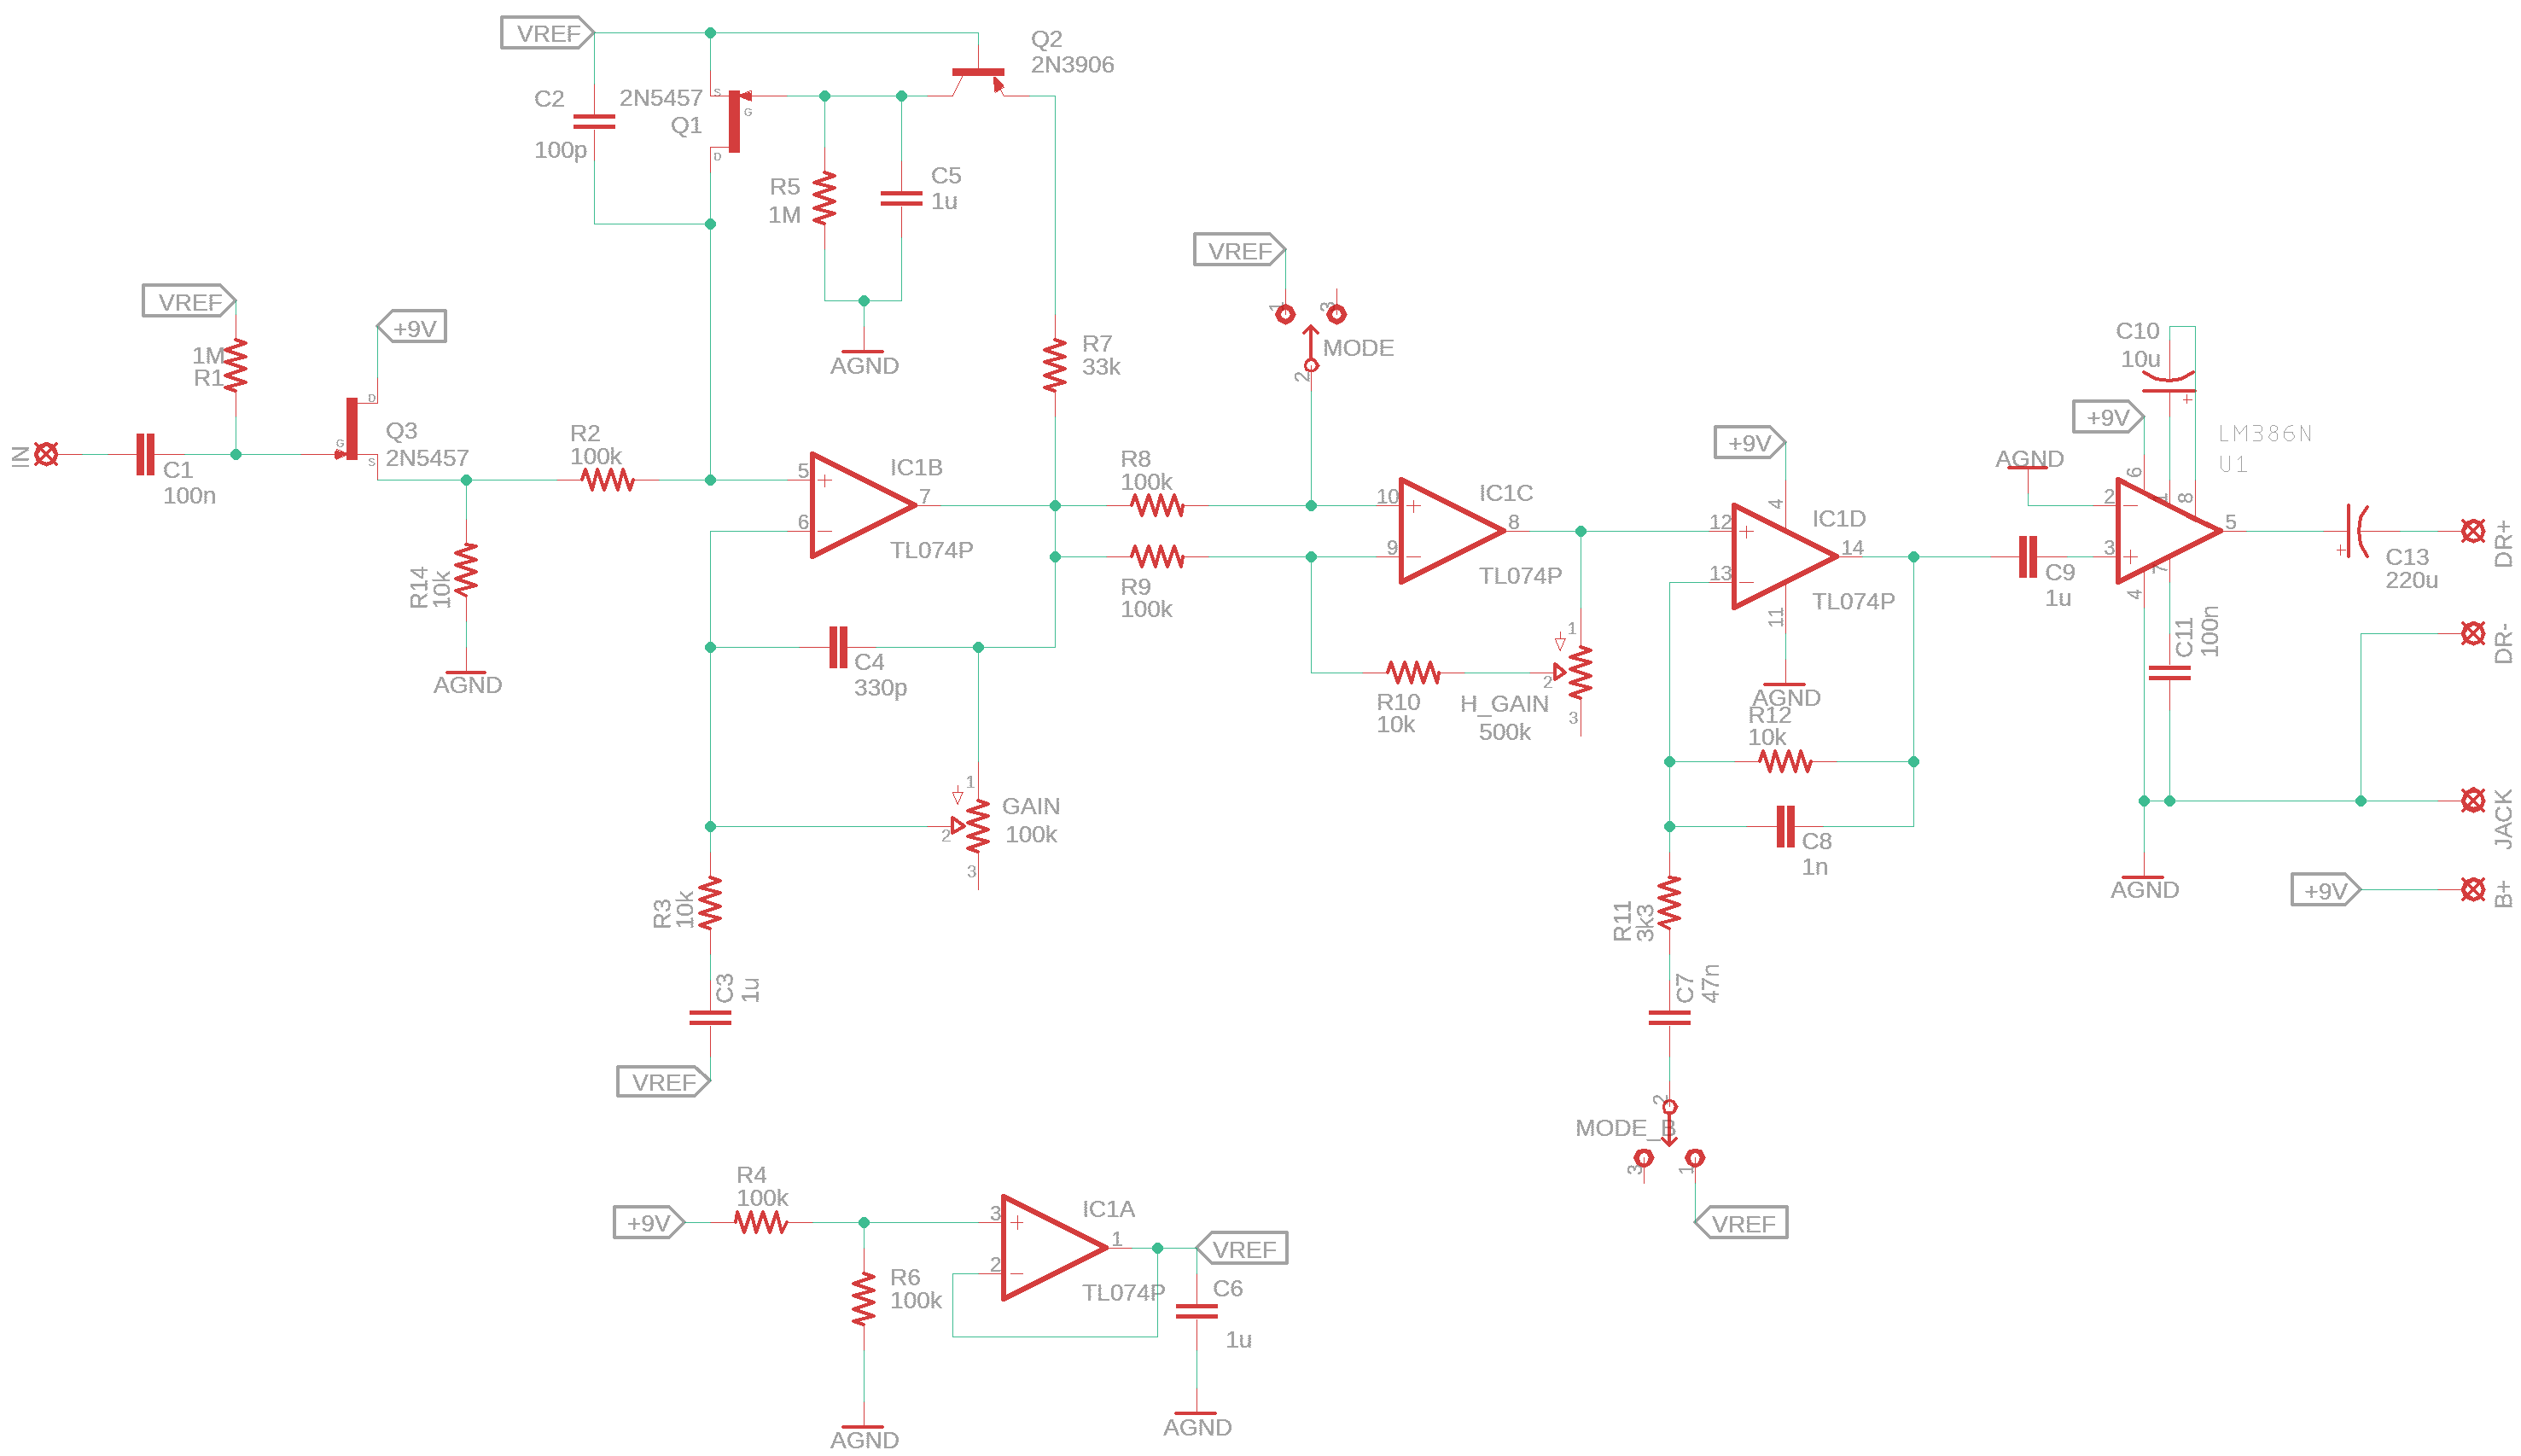 VREF
Q2
2N3906
C2
100p
2N5457
Q1
S
G
D
R5
1M
C5
1u
AGND
R7
33k
VREF
1
3
MODE
2
VREF
1M
R1
+9V
IN
C1
100n
D
G
S
Q3
2N5457
R14
10k
AGND
R2
100k
5
6
7
IC1B
TL074P
C4
330p
1
2
3
GAIN
100k
R3
10k
C3
1u
VREF
R8
100k
R9
100k
10
9
8
IC1C
TL074P
R10
10k
H_GAIN
500k
1
2
3
+9V
4
12
13
14
11
IC1D
TL074P
AGND
R12
10k
C8
1n
R11
3k3
C7
47n
MODE_B
2
3
1
VREF
C10
10u
+
+9V
LM386N
U1
AGND
6
1
8
2
3
5
4
7
C9
1u
C11
100n
+
C13
220u
DR+
DR-
JACK
B+
AGND
+9V
+9V
R4
100k
R6
100k
AGND
3
2
1
IC1A
TL074P
VREF
C6
1u
AGND